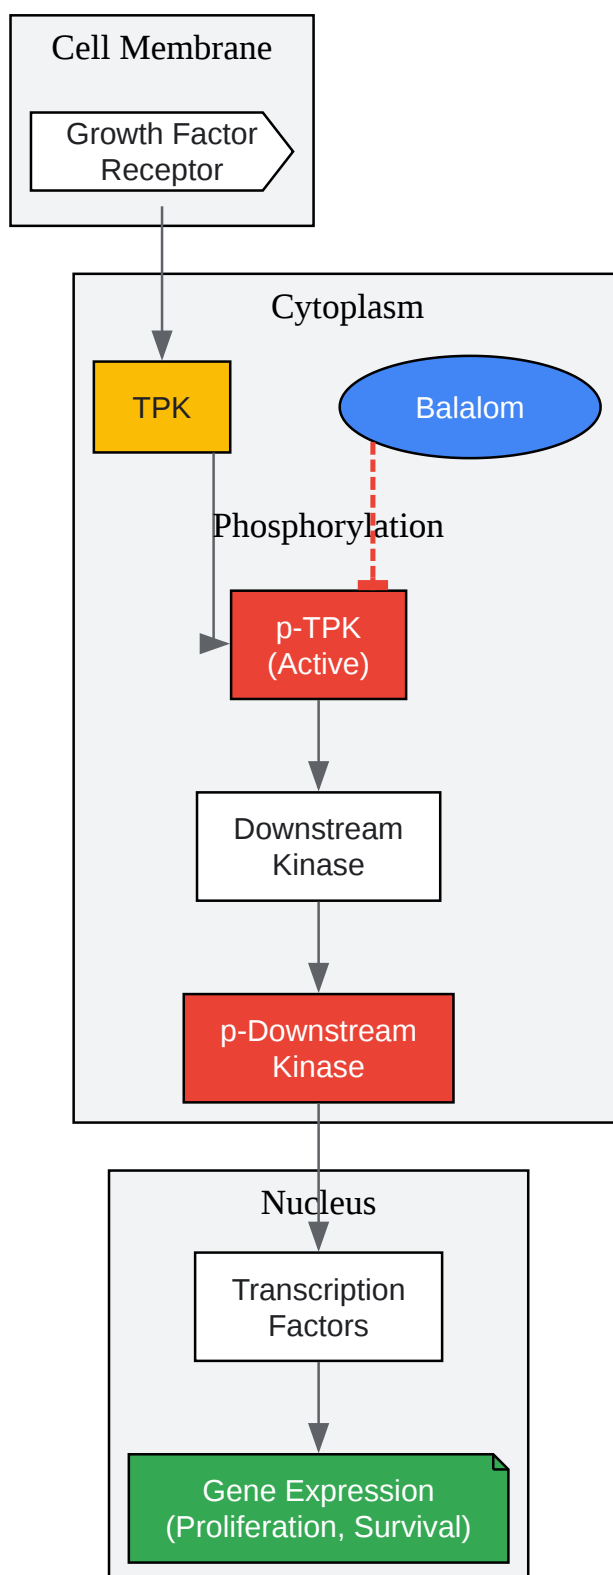 Cell Membrane
Growth Factor
Receptor
Cytoplasm
TPK
Balalom
Phosphorylation
p-TPK
(Active)
Downstream
Kinase
p-Downstream
Kinase
Nucleus
Transcription
Factors
Gene Expression
(Proliferation, Survival)